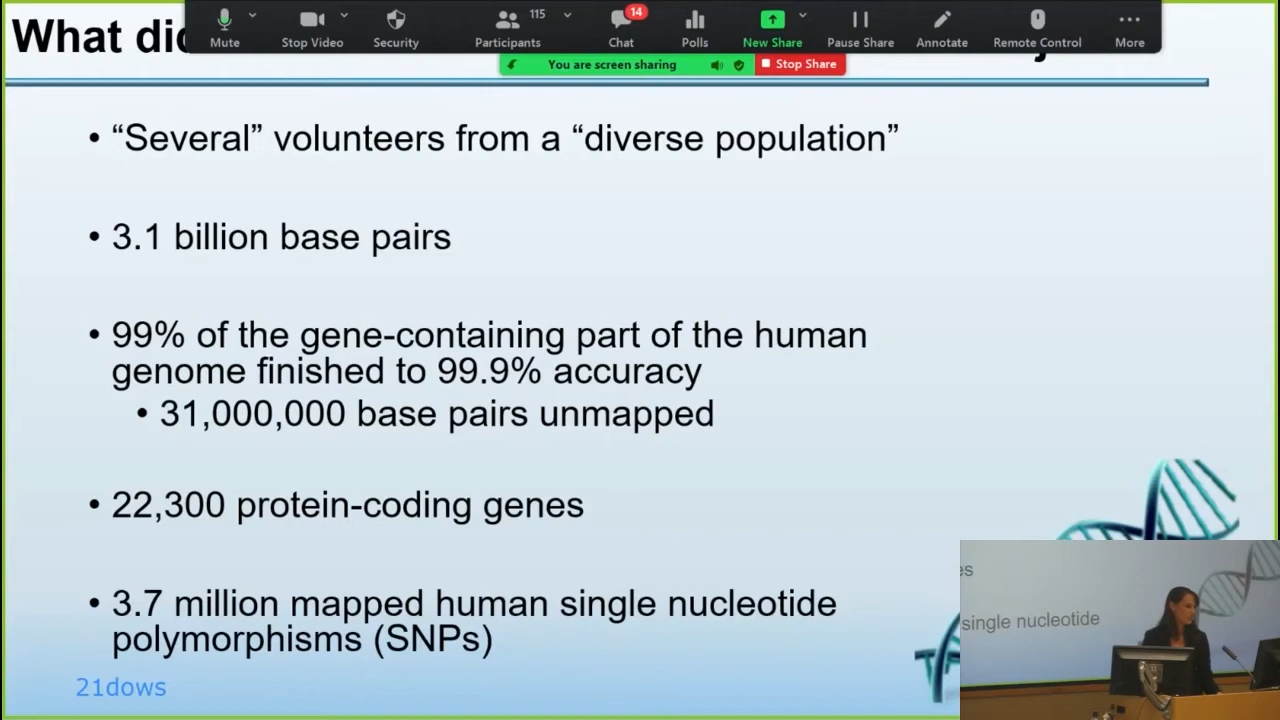 What did
Mute
Stop Video
Security
Participants
115
Chat
14
Polls
New Share
Pause Share
Annotate
Remote Control
More
You are screen sharing
Stop Share
• “Several” volunteers from a “diverse population”
• 3.1 billion base pairs
• 99% of the gene-containing part of the human
genome finished to 99.9% accuracy
• 31,000,000 base pairs unmapped
• 22,300 protein-coding genes
• 3.7 million mapped human single nucleotide
polymorphisms (SNPs)
21dows
es
single nucleotide